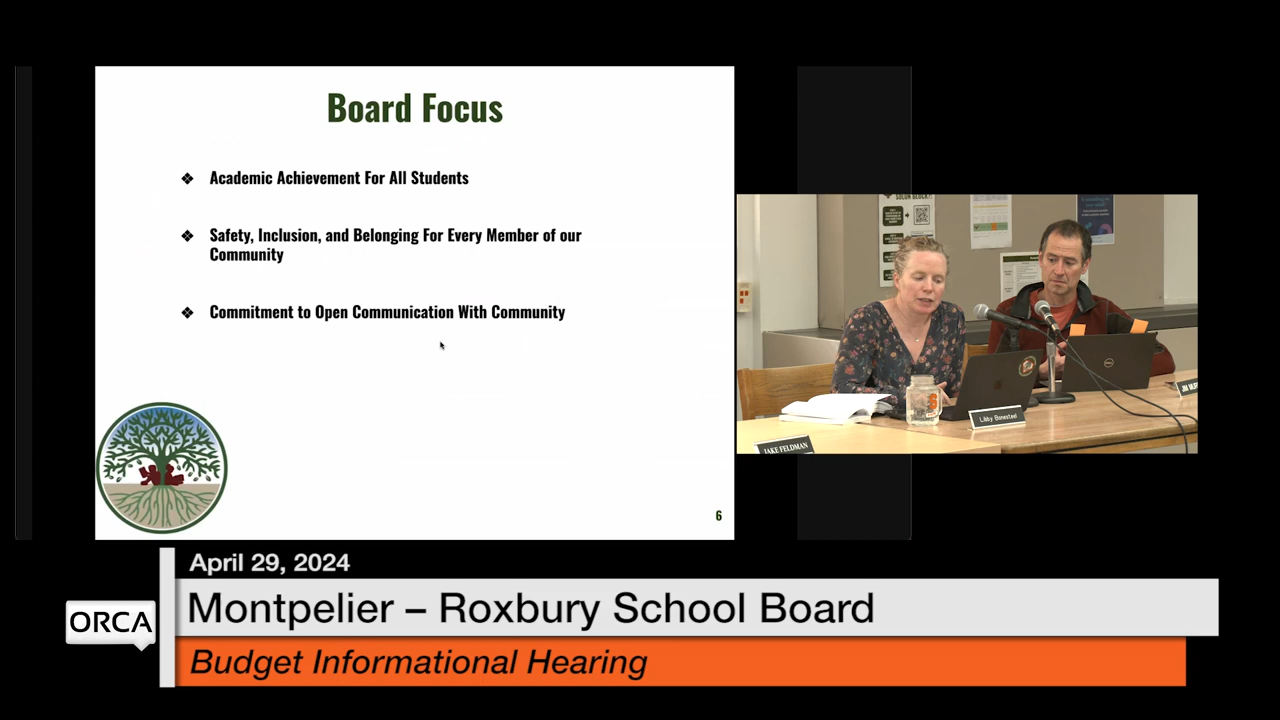 Board Focus
❖ Academic Achievement For All Students
❖ Safety, Inclusion, and Belonging For Every Member of our
Community
❖ Commitment to Open Communication With Community
6
Libby Bonesteel
JAKE FELDMAN
DELL
April 29, 2024
ORCA
Montpelier – Roxbury School Board
Budget Informational Hearing